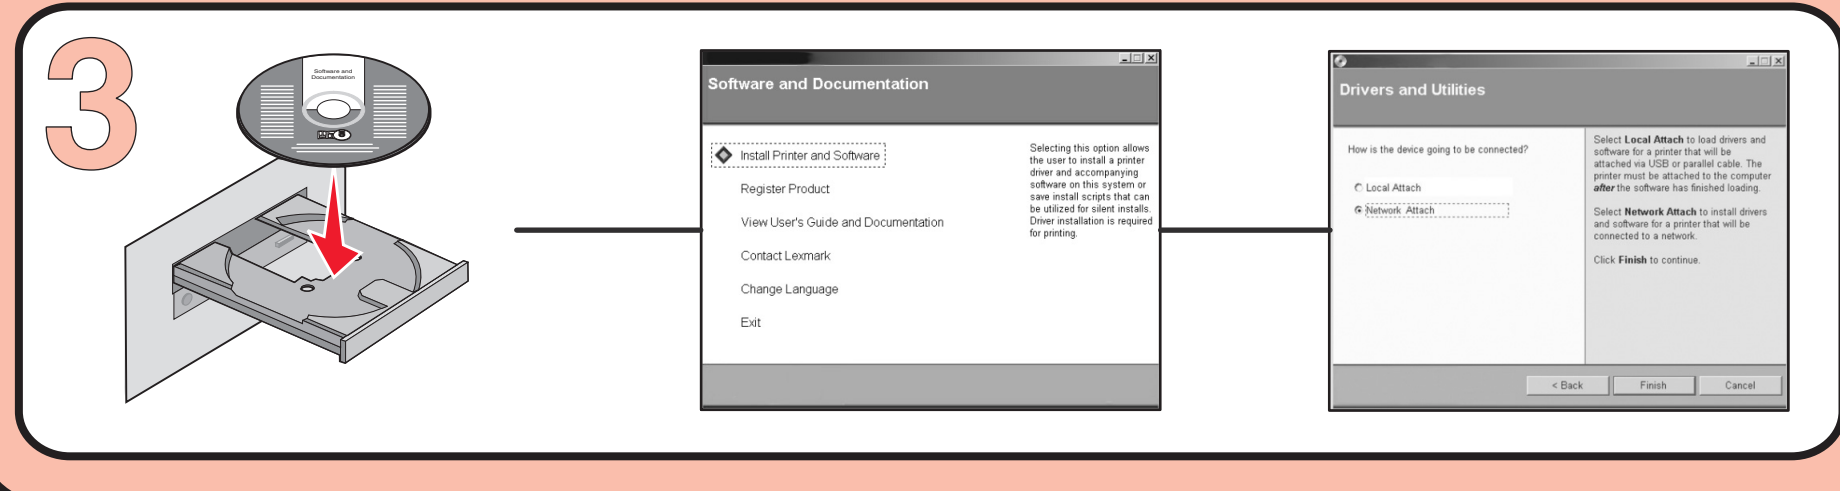 3
Software and
Documentation
Software and Documentation
Install Printer and Software
Register Product
View User's Guide and Documentation
Contact Lexmark
Change Language
Exit
Selecting this option allows
the user to install a printer
driver and accompanying
software on this system or
save install scripts that can
be utilized for silent installs.
Driver installation is required
for printing.
Drivers and Utilities
How is the device going to be connected?
Local Attach
Network Attach
Select Local Attach to load drivers and
software for a printer that will be
attached via USB or parallel cable. The
printer must be attached to the computer
after the software has finished loading.
Select Network Attach to install drivers
and software for a printer that will be
connected to a network.
Click Finish to continue.
< Back
Finish
Cancel